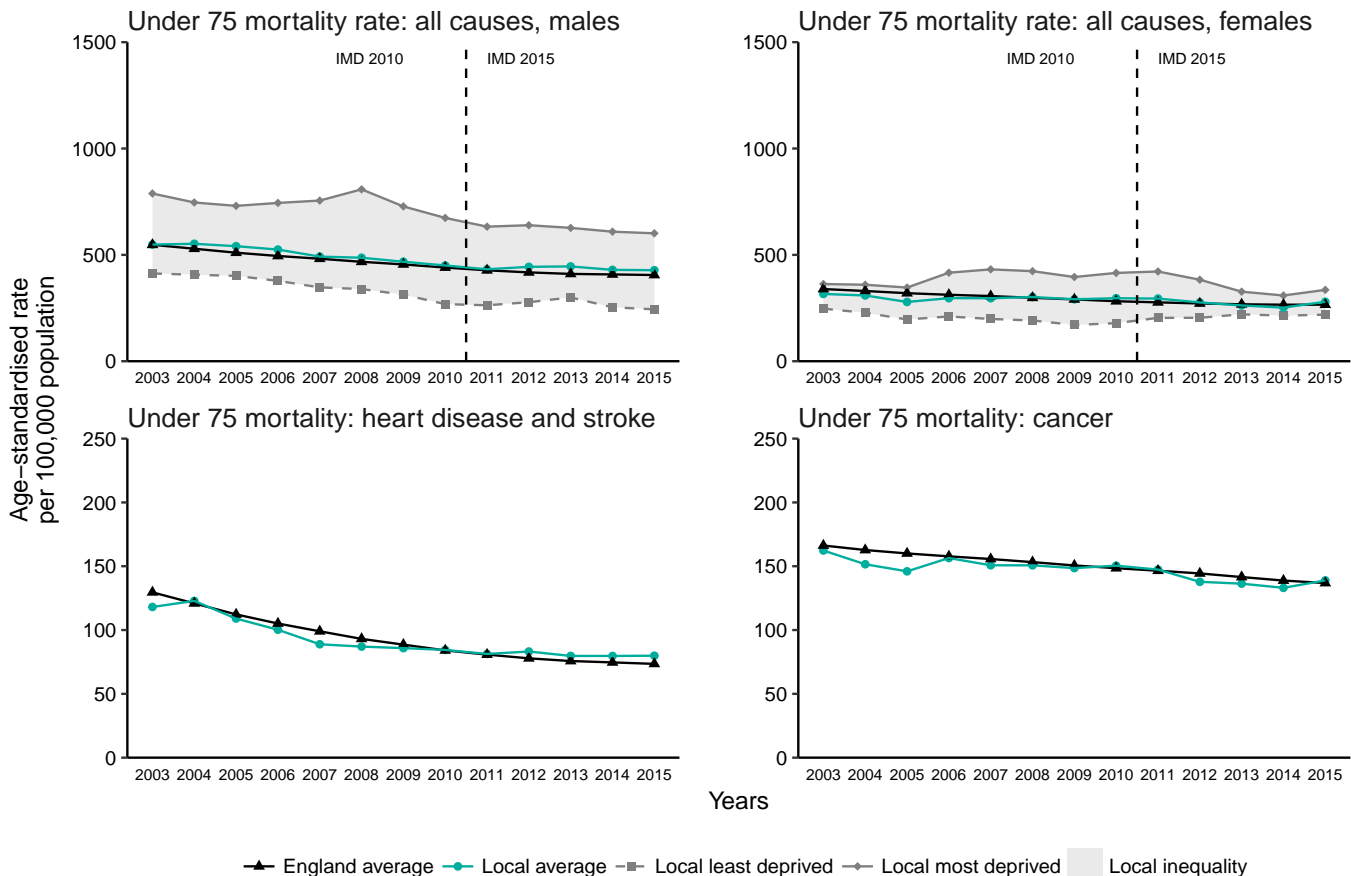 Under 75 mortality rate: all causes, males
1500
1000
500
0
IMD 2010
IMD 2015
2003 2004 2005 2006 2007 2008 2009 2010 2011 2012 2013 2014 2015
Under 75 mortality rate: all causes, females
1500
1000
500
0
IMD 2010
IMD 2015
2003 2004 2005 2006 2007 2008 2009 2010 2011 2012 2013 2014 2015
Age−standardised rate
per 100,000 population
Under 75 mortality: heart disease and stroke
250
200
150
100
50
0
2003 2004 2005 2006 2007 2008 2009 2010 2011 2012 2013 2014 2015
Under 75 mortality: cancer
250
200
150
100
50
0
2003 2004 2005 2006 2007 2008 2009 2010 2011 2012 2013 2014 2015
Years
England average Local average Local least deprived Local most deprived Local inequality